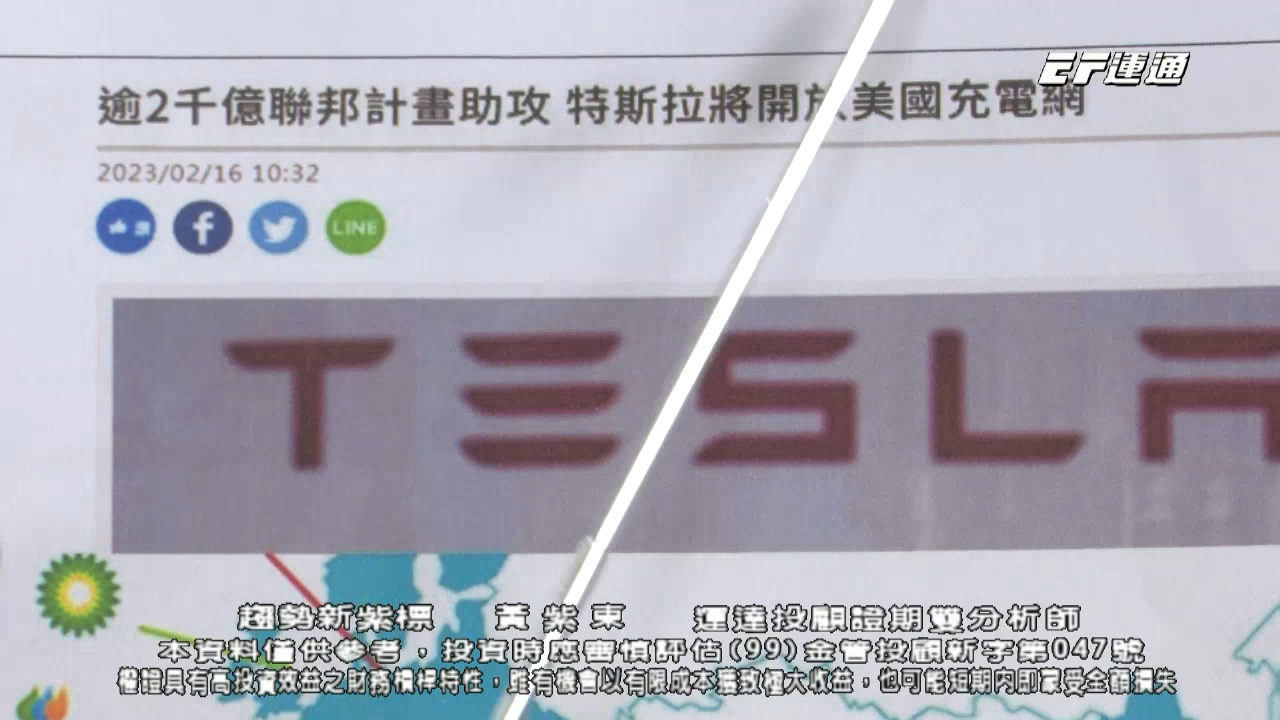 EF運通
逾2千億聯邦計畫助攻 特斯拉將開放美國充電網
2023/02/16 10:32
LINE
TESLA
趨勢新紫標 黃紫東 運達投顧證期雙分析師
本資料僅供參考，投資時應審慎評估(99)金管投顧新字第047號
權證具有高投資效益之財務槓桿特性，雖有機會以有限成本獲致極大收益，也可能短期內即蒙受全額損失